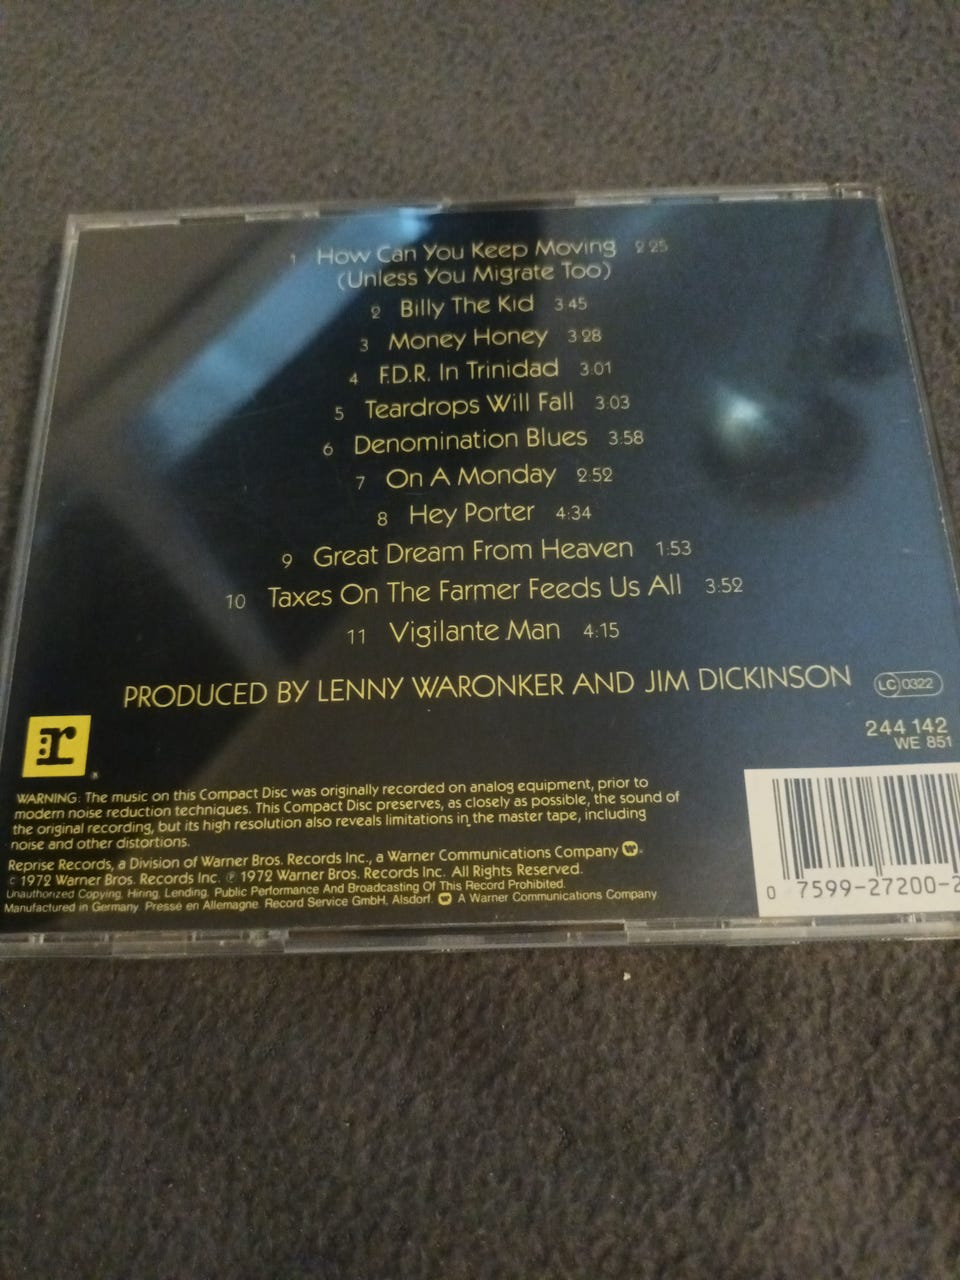 1 How Can You Keep Moving 2:25
(Unless You Migrate Too)
2 Billy The Kid 3:45
3 Money Honey 3:28
4 F.D.R. In Trinidad 3:01
5 Teardrops Will Fall 3:03
6 Denomination Blues 3:58
7 On A Monday 2:52
8 Hey Porter 4:34
9 Great Dream From Heaven 1:53
10 Taxes On The Farmer Feeds Us All 3:52
11 Vigilante Man 4:15
PRODUCED BY LENNY WARONKER AND JIM DICKINSON
LC 0322
r
®
244 142
WE 851
WARNING: The music on this Compact Disc was originally recorded on analog equipment, prior to
modern noise reduction techniques. This Compact Disc preserves, as closely as possible, the sound of
the original recording, but its high resolution also reveals limitations in the master tape, including
noise and other distortions.
Reprise Records, a Division of Warner Bros. Records Inc., a Warner Communications Company
© 1972 Warner Bros. Records Inc. ℗ 1972 Warner Bros. Records Inc. All Rights Reserved.
Unauthorized Copying, Hiring, Lending, Public Performance And Broadcasting Of This Record Prohibited.
Manufactured in Germany. Pressé en Allemagne. Record Service GmbH, Alsdorf. A Warner Communications Company
0 7599-27200-2